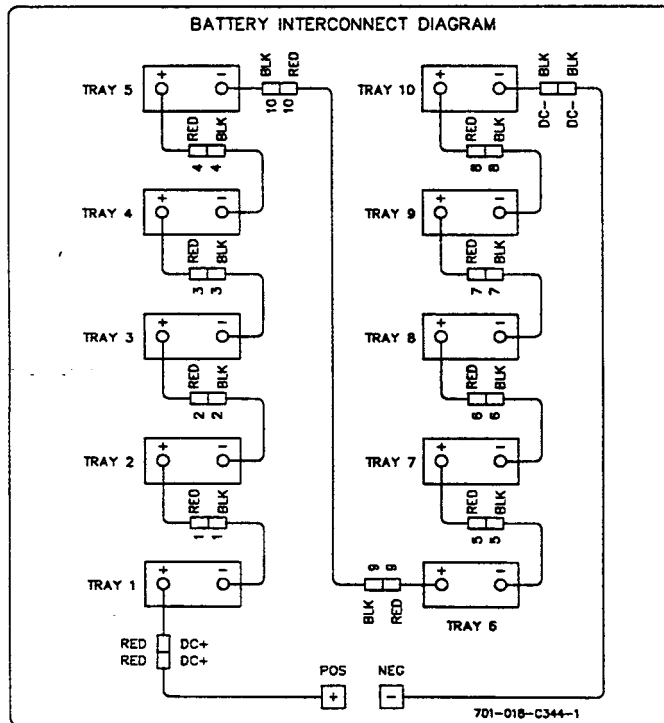 BATTERY INTERCONNECT DIAGRAM
TRAY 5
+
-
BLK
RED
10
10
TRAY 10
+
-
BLK
BLK
DC-
DC-
RED
BLK
4
4
RED
BLK
8
8
TRAY 4
+
-
TRAY 9
+
-
RED
BLK
3
3
RED
BLK
7
7
TRAY 3
+
-
TRAY 8
+
-
RED
BLK
2
2
RED
BLK
6
6
TRAY 2
+
-
TRAY 7
+
-
RED
BLK
1
1
RED
BLK
5
5
TRAY 1
+
-
9
9
BLK
RED
+
-
TRAY 6
RED DC+
RED DC+
POS
+
NEG
-
701-018-C344-1